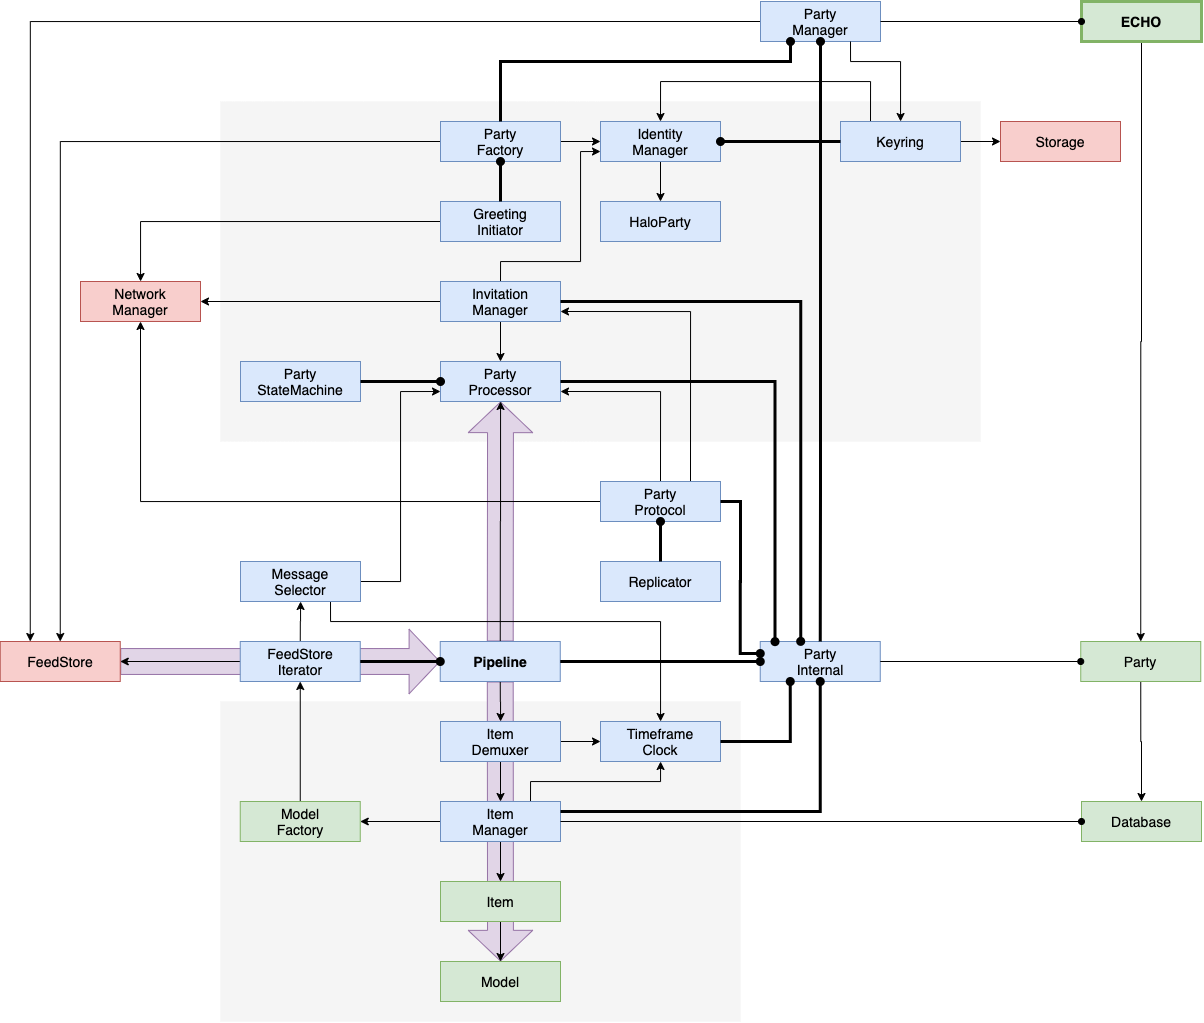 Party
Manager
ECHO
Party
Factory
Identity
Manager
Keyring
Storage
Greeting
Initiator
HaloParty
Network
Manager
Invitation
Manager
Party
StateMachine
Party
Processor
Party
Protocol
Message
Selector
Replicator
FeedStore
FeedStore
Iterator
Pipeline
Party
Internal
Party
Item
Demuxer
Timeframe
Clock
Model
Factory
Item
Manager
Database
Item
Model